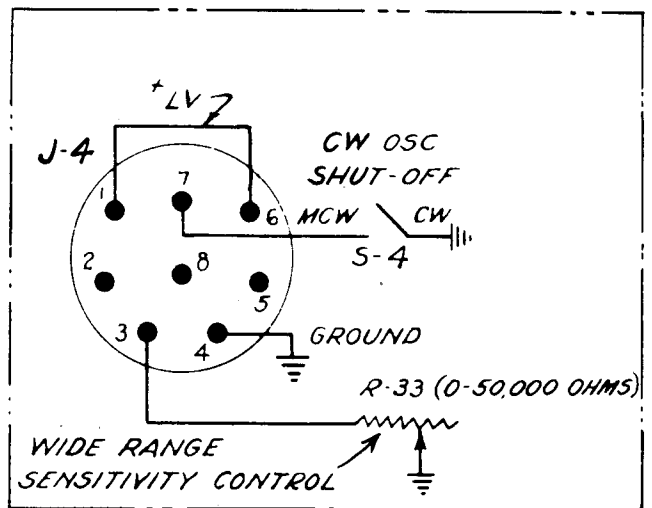 + LV
J-4
CW OSC
SHUT-OFF
1
7
6
MCW
CW
S-4
2
8
5
3
4
GROUND
R-33 (0-50,000 OHMS)
WIDE RANGE
SENSITIVITY CONTROL